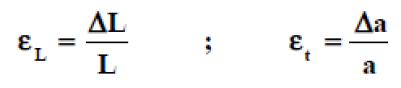 ε_L = ΔL/L ; ε_t = Δa/a